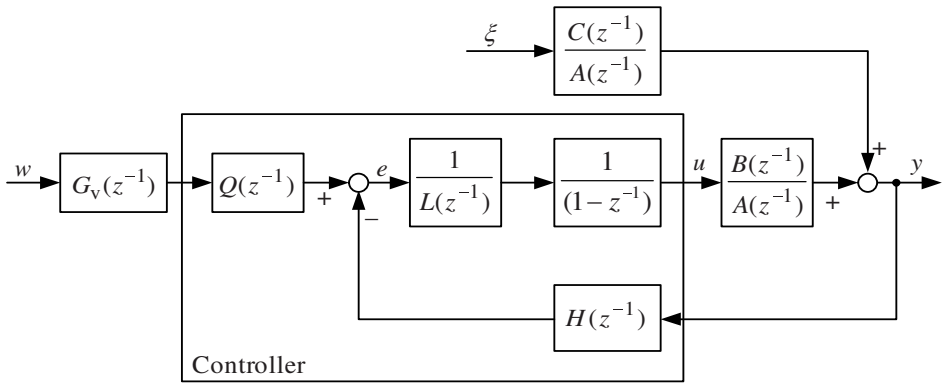 ξ
C(z⁻¹)
A(z⁻¹)
w
G_v(z⁻¹)
Q(z⁻¹)
+
−
e
1
L(z⁻¹)
1
(1−z⁻¹)
u
B(z⁻¹)
A(z⁻¹)
+
+
y
H(z⁻¹)
Controller